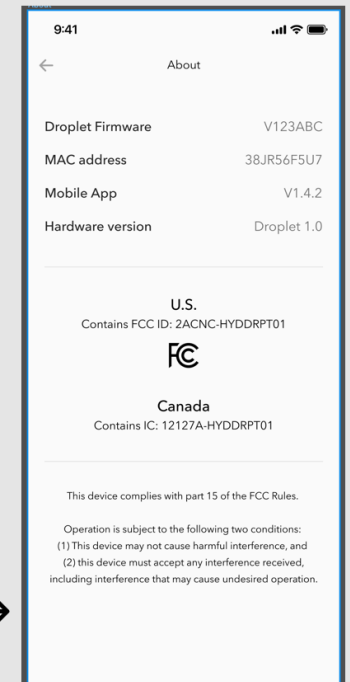 About
9:41
About
Droplet Firmware V123ABC
MAC address 38JR56F5U7
Mobile App V1.4.2
Hardware version Droplet 1.0
U.S.
Contains FCC ID: 2ACNC-HYDDRPT01
FC
Canada
Contains IC: 12127A-HYDDRPT01
This device complies with part 15 of the FCC Rules.
Operation is subject to the following two conditions:
(1) This device may not cause harmful interference, and
(2) this device must accept any interference received,
including interference that may cause undesired operation.